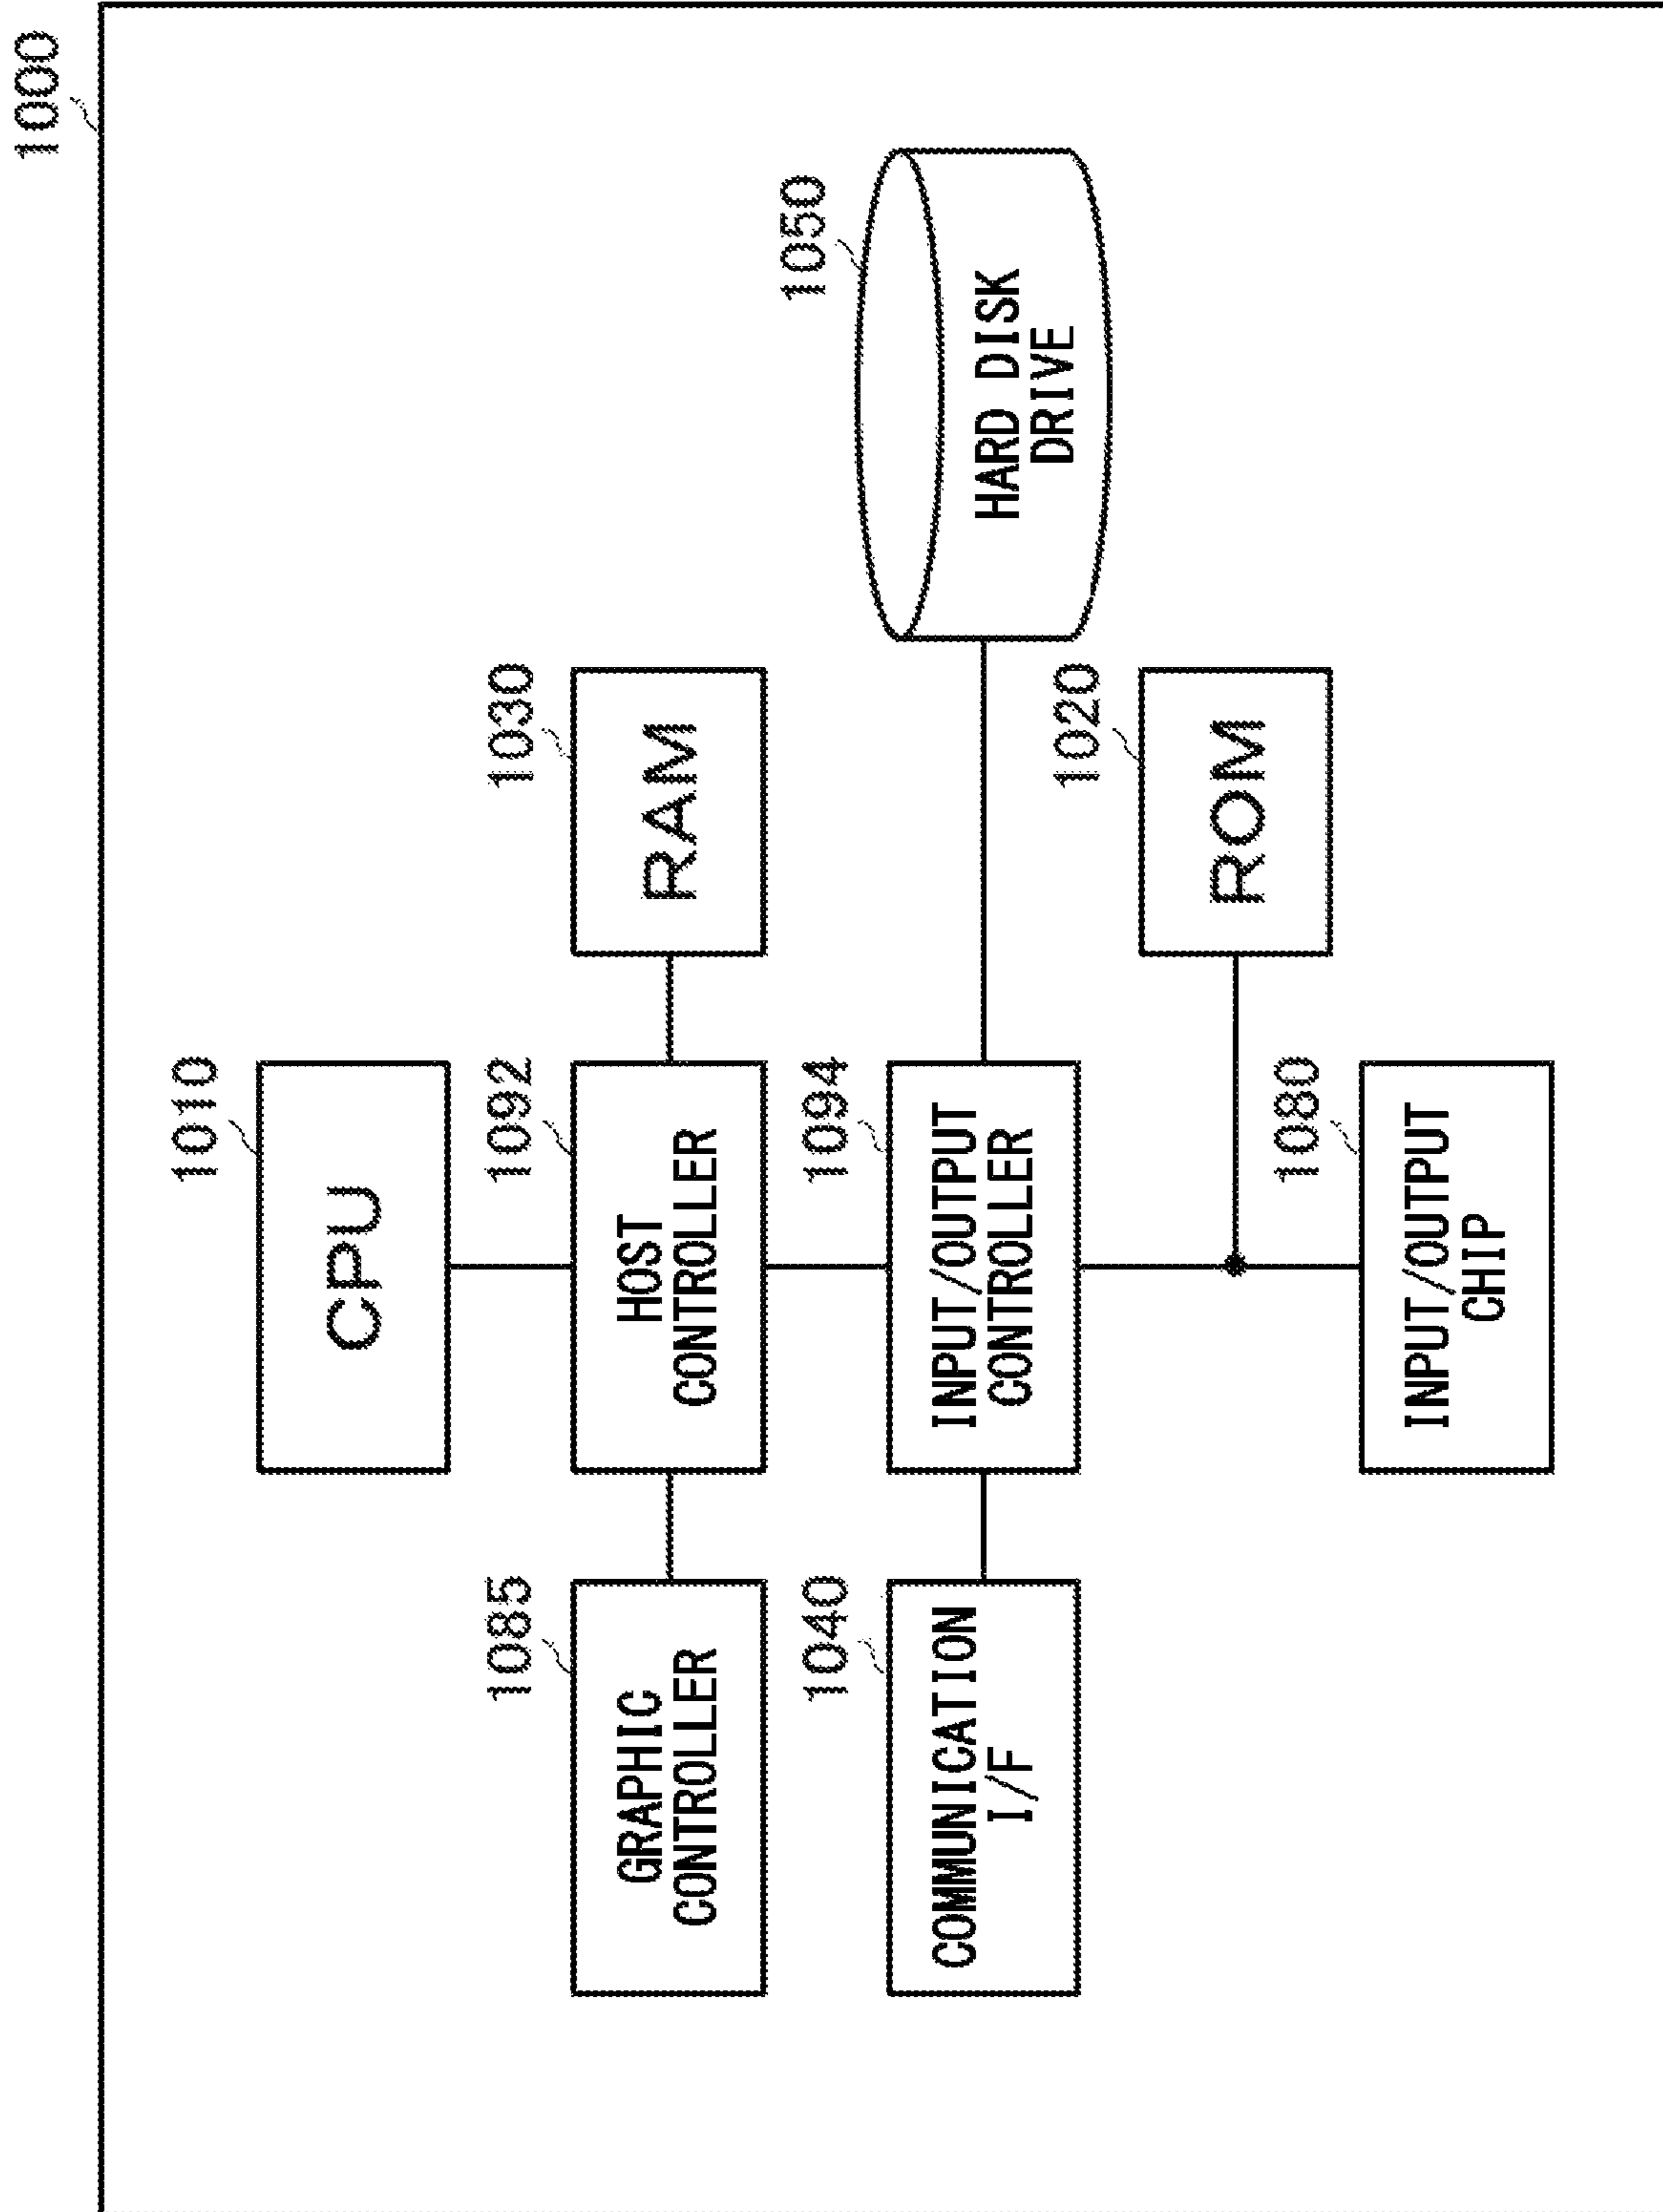 1000
1010
CPU
1085
GRAPHIC
CONTROLLER
1092
HOST
CONTROLLER
1030
RAM
1040
COMMUNICATION
I/F
1094
INPUT/OUTPUT
CONTROLLER
1050
HARD DISK
DRIVE
1020
ROM
1080
INPUT/OUTPUT
CHIP